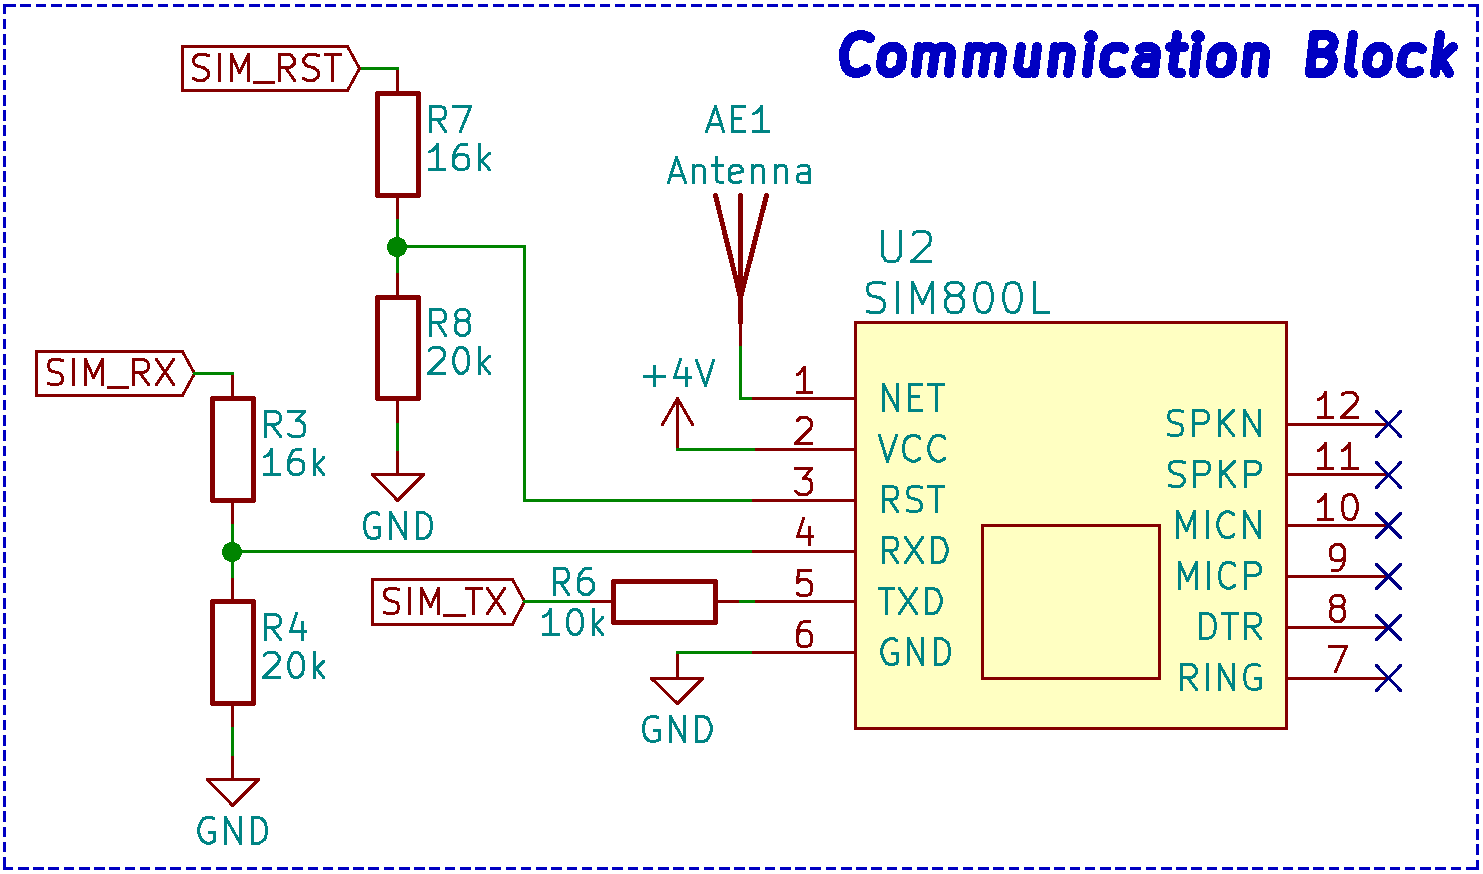 Communication Block
SIM_RST
R7
16k
AE1
Antenna
U2
SIM800L
R8
20k
SIM_RX
+4V
R3
16k
GND
1
NET
2
VCC
3
RST
4
RXD
5
TXD
6
GND
12
SPKN
11
SPKP
10
MICN
9
MICP
8
DTR
7
RING
SIM_TX
R6
10k
R4
20k
GND
GND